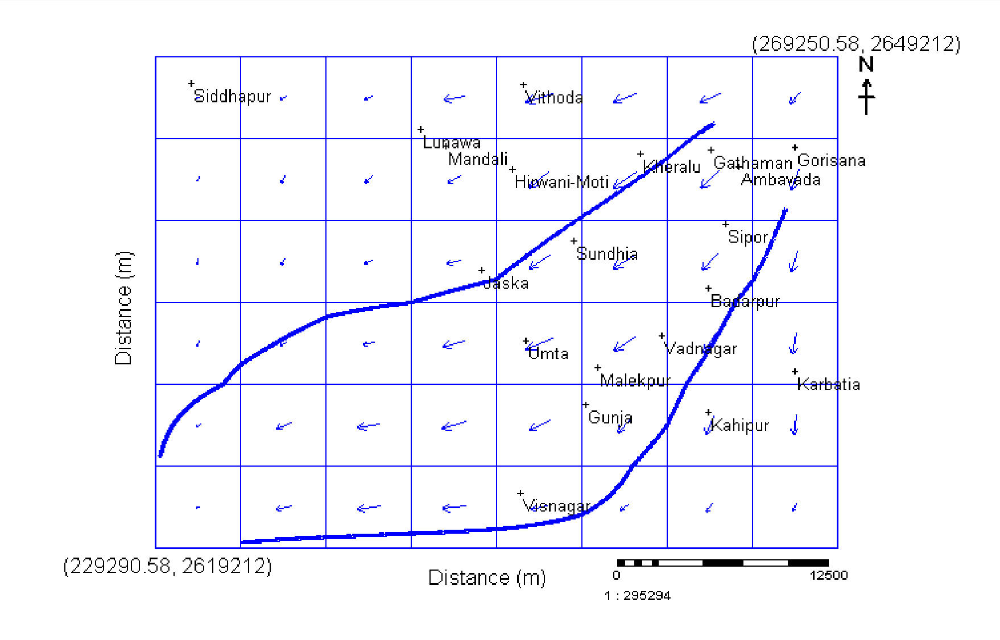 (269250.58, 2649212)
N
Siddhapur
Vithoda
Lunawa
Mandali
Kheralu
Gathaman
Gorisana
Hirwani-Moti
Ambavada
Sipor
Sundhia
Jaska
Badarpur
Umta
Vadnagar
Malekpur
Karbatia
Gunja
Kahipur
Visnagar
Distance (m)
(229290.58, 2619212)
Distance (m)
0 12500
1 : 295294